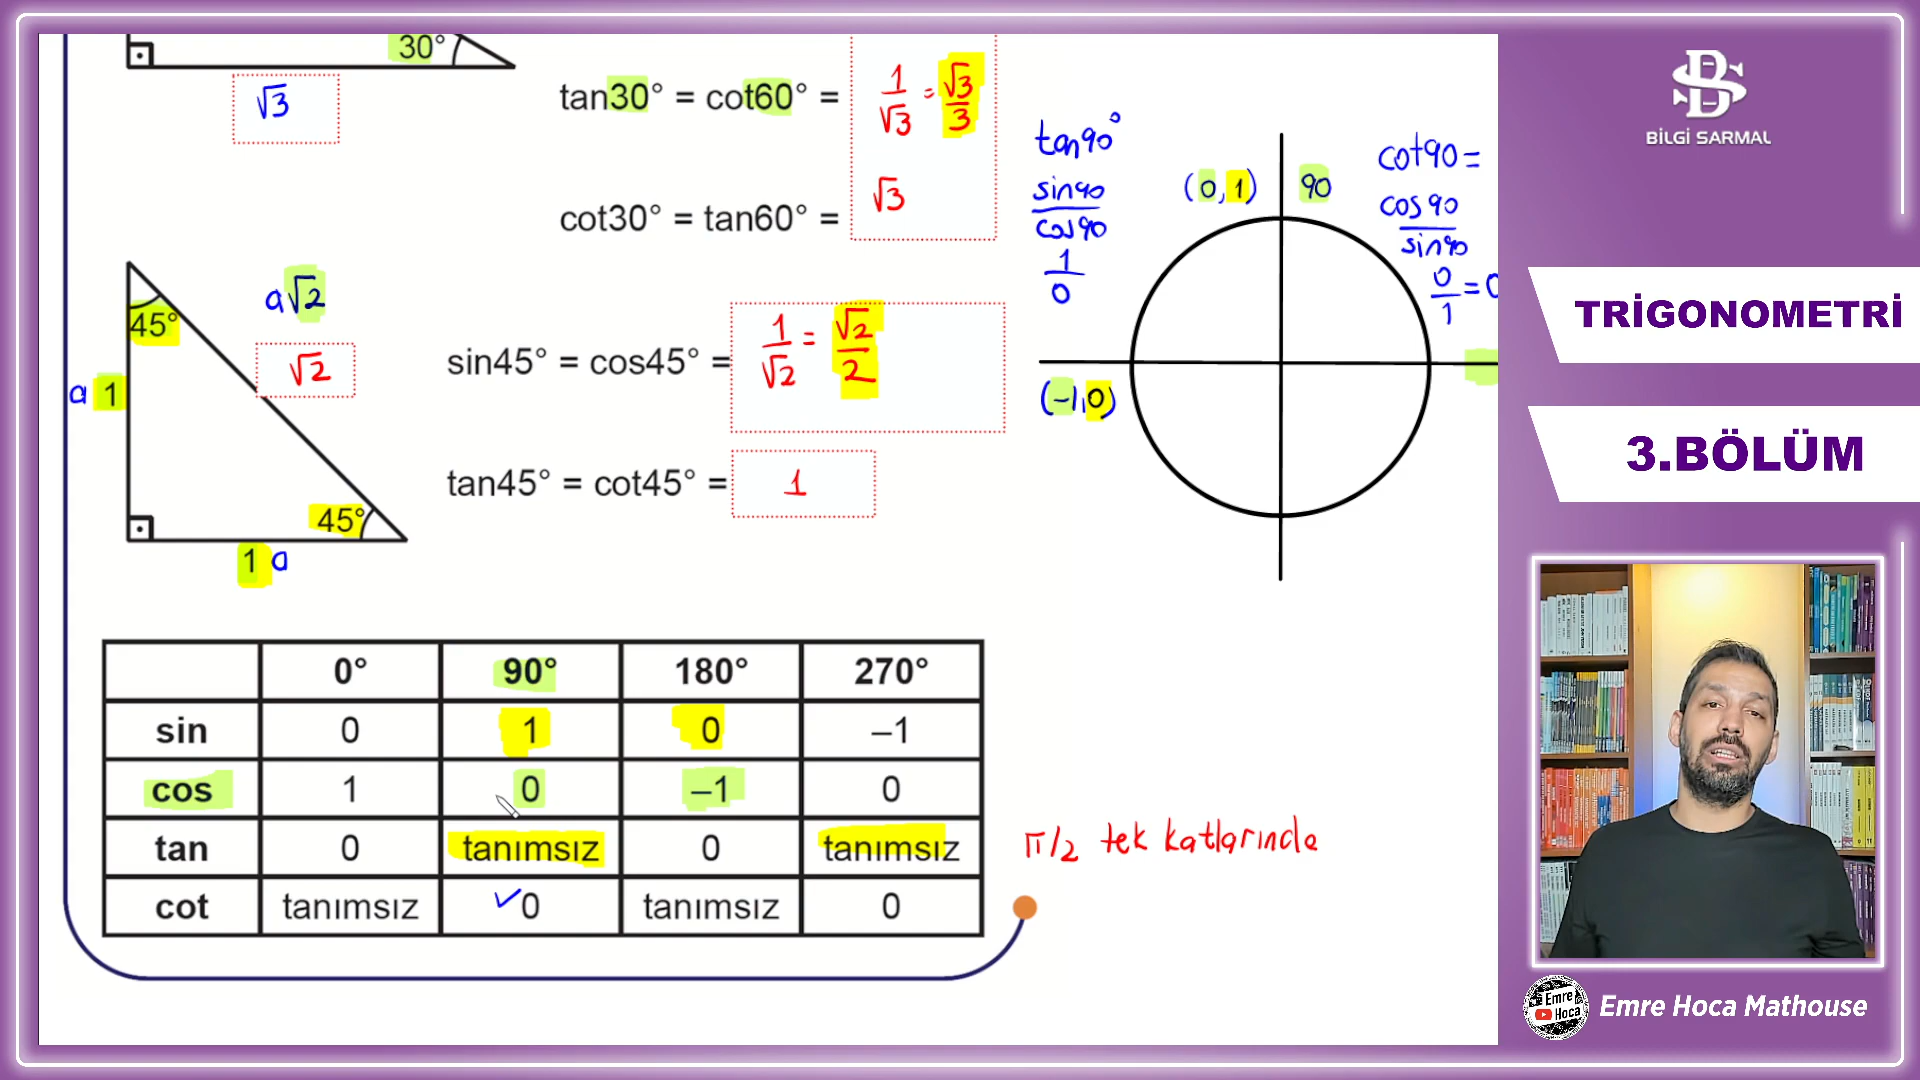 30°
√3
tan30° = cot60° = 1/√3 = √3/3
cot30° = tan60° = √3
45°
a√2
√2
a 1
45°
1 a
sin45° = cos45° = 1/√2 = √2/2
tan45° = cot45° = 1
tan90°
sin90/cos90
1/0
(0,1) 90
(-1,0)
cot90=
cos90/sin90
0/1=0
0° 90° 180° 270°
sin 0 1 0 –1
cos 1 0 –1 0
tan 0 tanımsız 0 tanımsız
cot tanımsız ✓0 tanımsız 0
π/2 tek katlarında
BİLGİ SARMAL
TRİGONOMETRİ
3.BÖLÜM
Emre Hoca
Emre Hoca Mathouse